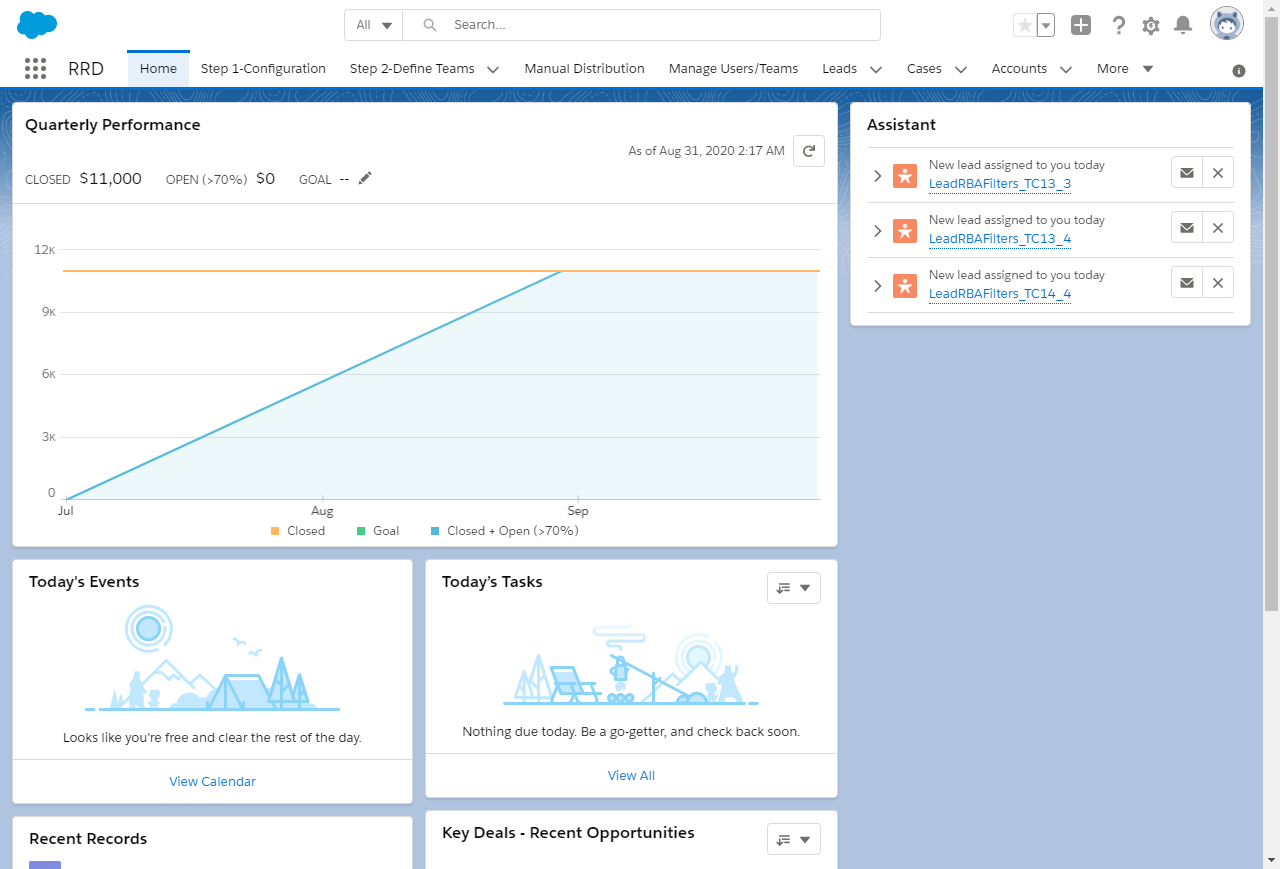 All
Search...
RRD
Home
Step 1-Configuration
Step 2-Define Teams
Manual Distribution
Manage Users/Teams
Leads
Cases
Accounts
More
Quarterly Performance
As of Aug 31, 2020 2:17 AM
CLOSED $11,000 OPEN (>70%) $0 GOAL --
12K
9K
6K
3K
0
Jul Aug Sep
Closed Goal Closed + Open (>70%)
Assistant
New lead assigned to you today
LeadRBAFilters_TC13_3
New lead assigned to you today
LeadRBAFilters_TC13_4
New lead assigned to you today
LeadRBAFilters_TC14_4
Today's Events
Looks like you're free and clear the rest of the day.
View Calendar
Today’s Tasks
Nothing due today. Be a go-getter, and check back soon.
View All
Recent Records
Key Deals - Recent Opportunities